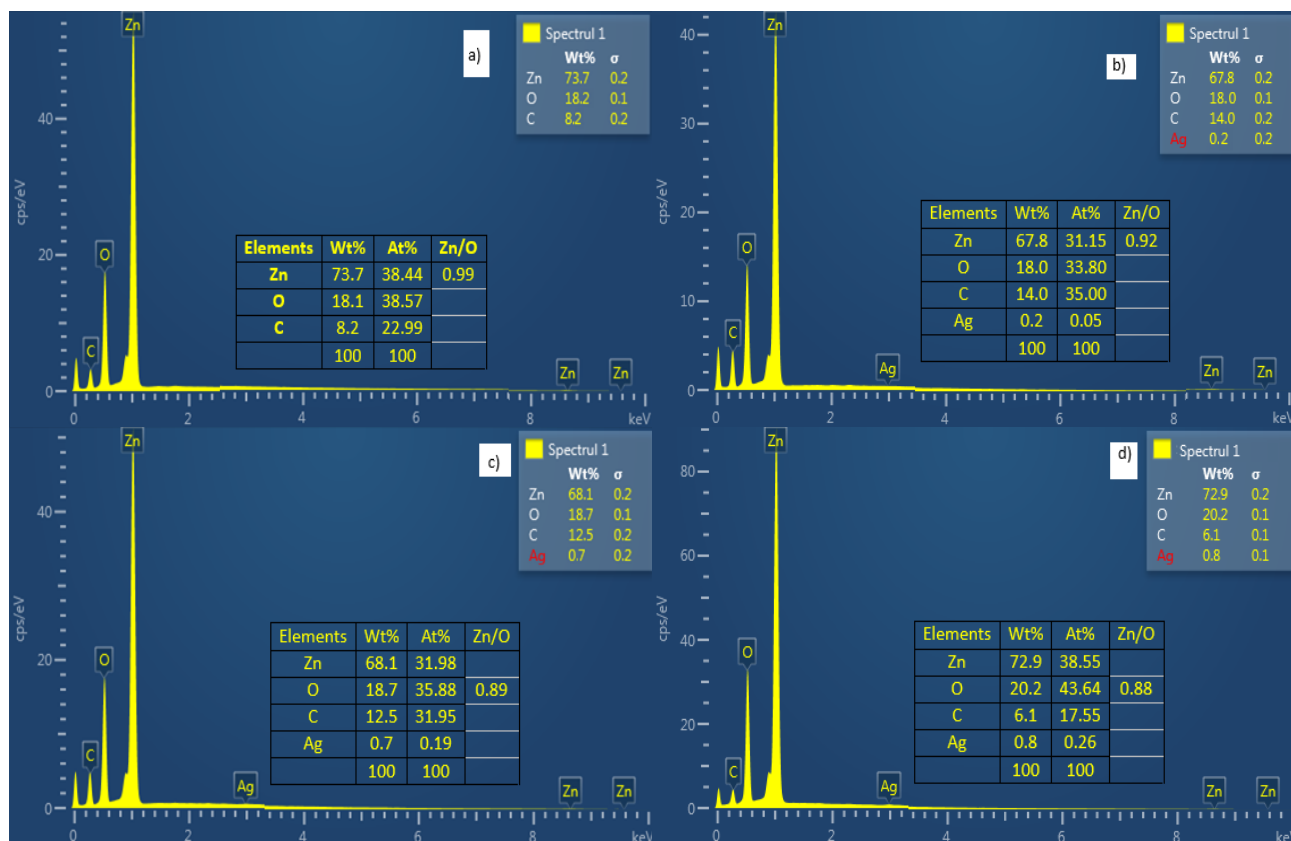 Zn
a)
Spectrul 1
Wt% σ
Zn 73.7 0.2
O 18.2 0.1
C 8.2 0.2
cps/eV
40
20
0
O
C
Elements Wt% At% Zn/O
Zn 73.7 38.44 0.99
O 18.1 38.57
C 8.2 22.99
100 100
Zn Zn
0 2 4 6 8 keV
Zn
b)
Spectrul 1
Wt% σ
Zn 67.8 0.2
O 18.0 0.1
C 14.0 0.2
Ag 0.2 0.2
cps/eV
40
30
20
10
0
O
C
Elements Wt% At% Zn/O
Zn 67.8 31.15 0.92
O 18.0 33.80
C 14.0 35.00
Ag 0.2 0.05
100 100
Ag Zn Zn
0 2 4 6 8 keV
Zn
c)
Spectrul 1
Wt% σ
Zn 68.1 0.2
O 18.7 0.1
C 12.5 0.2
Ag 0.7 0.2
cps/eV
40
20
0
O
C
Elements Wt% At% Zn/O
Zn 68.1 31.98
O 18.7 35.88 0.89
C 12.5 31.95
Ag 0.7 0.19
100 100
Ag Zn Zn
0 2 4 6 8 keV
Zn
d)
Spectrul 1
Wt% σ
Zn 72.9 0.2
O 20.2 0.1
C 6.1 0.1
Ag 0.8 0.1
cps/eV
80
60
40
20
0
O
C
Elements Wt% At% Zn/O
Zn 72.9 38.55
O 20.2 43.64 0.88
C 6.1 17.55
Ag 0.8 0.26
100 100
Ag Zn Zn
0 2 4 6 8 keV